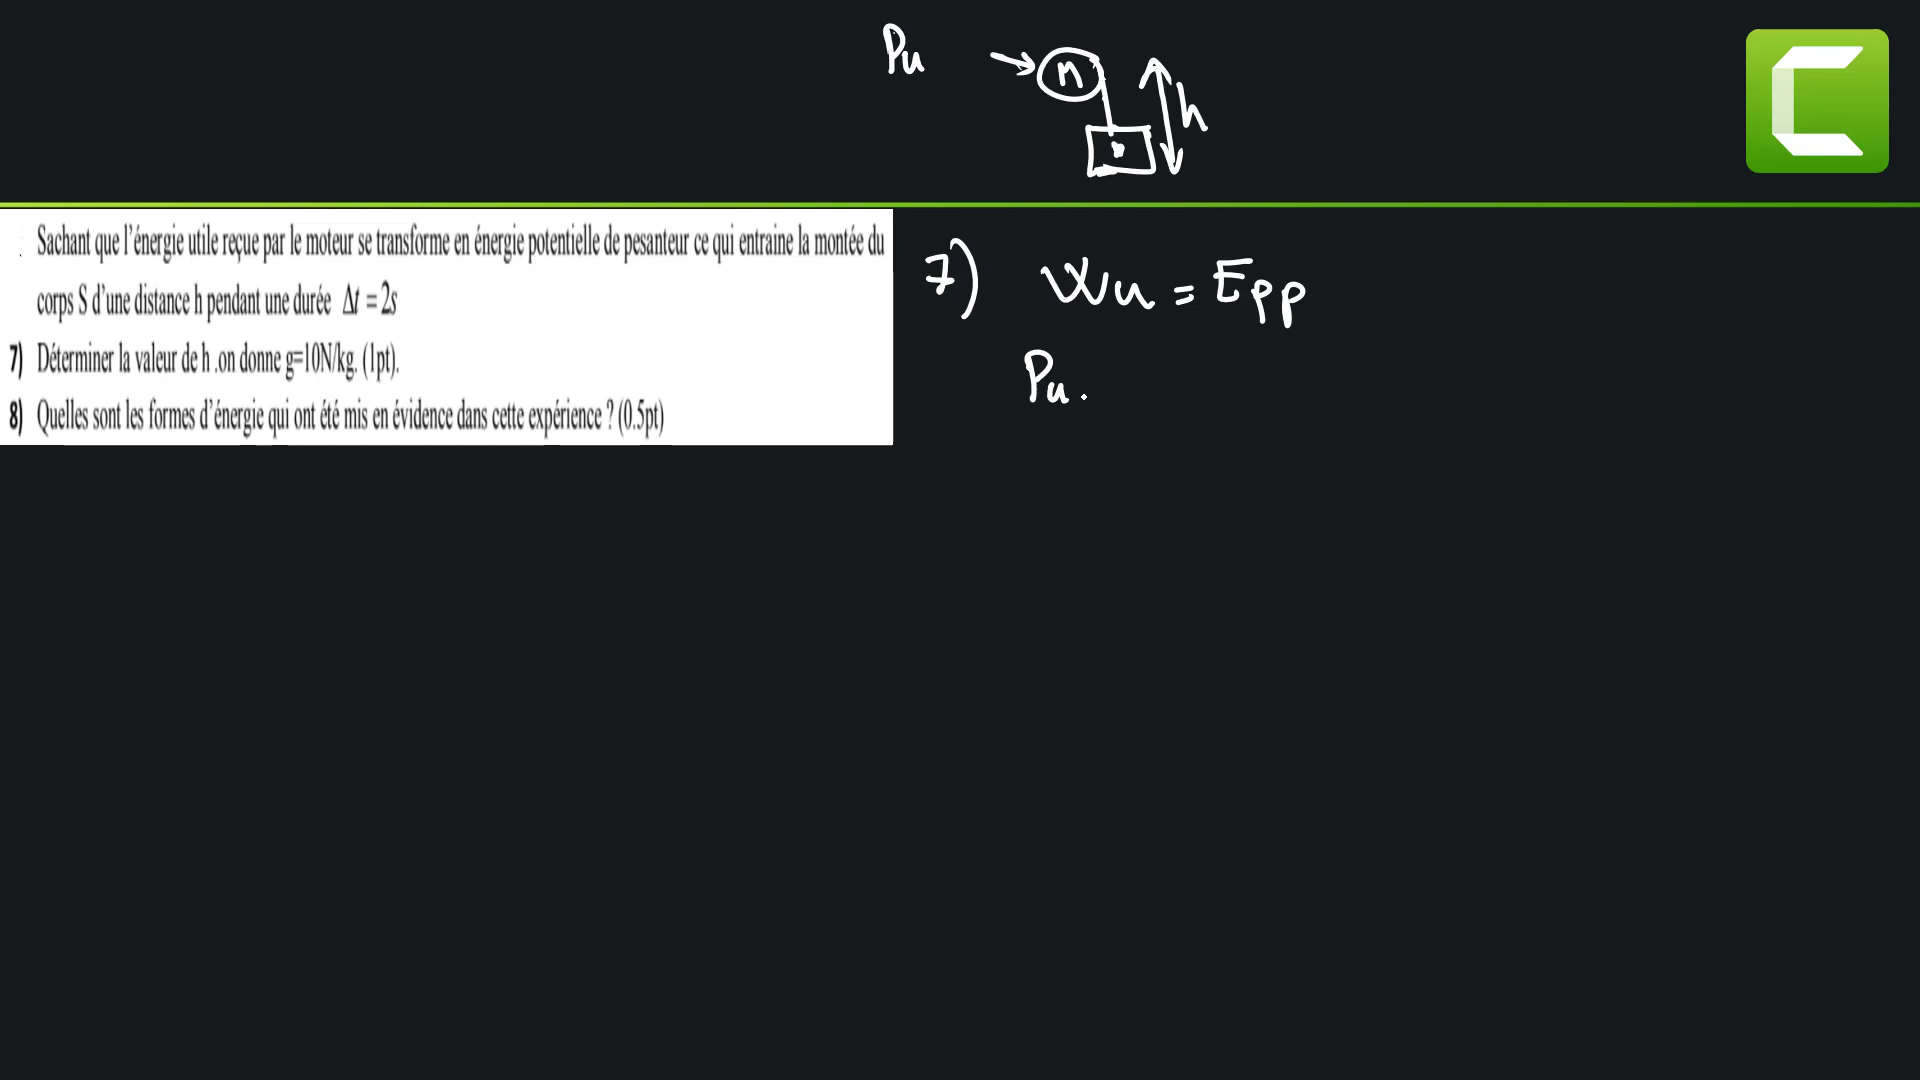 Pu
m
h
Sachant que l’énergie utile reçue par le moteur se transforme en énergie potentielle de pesanteur ce qui entraine la montée du
corps S d’une distance h pendant une durée Δt = 2s
7) Déterminer la valeur de h .on donne g=10N/kg. (1pt).
8) Quelles sont les formes d’énergie qui ont été mis en évidence dans cette expérience ? (0.5pt)
7) Wu = Epp
Pu .